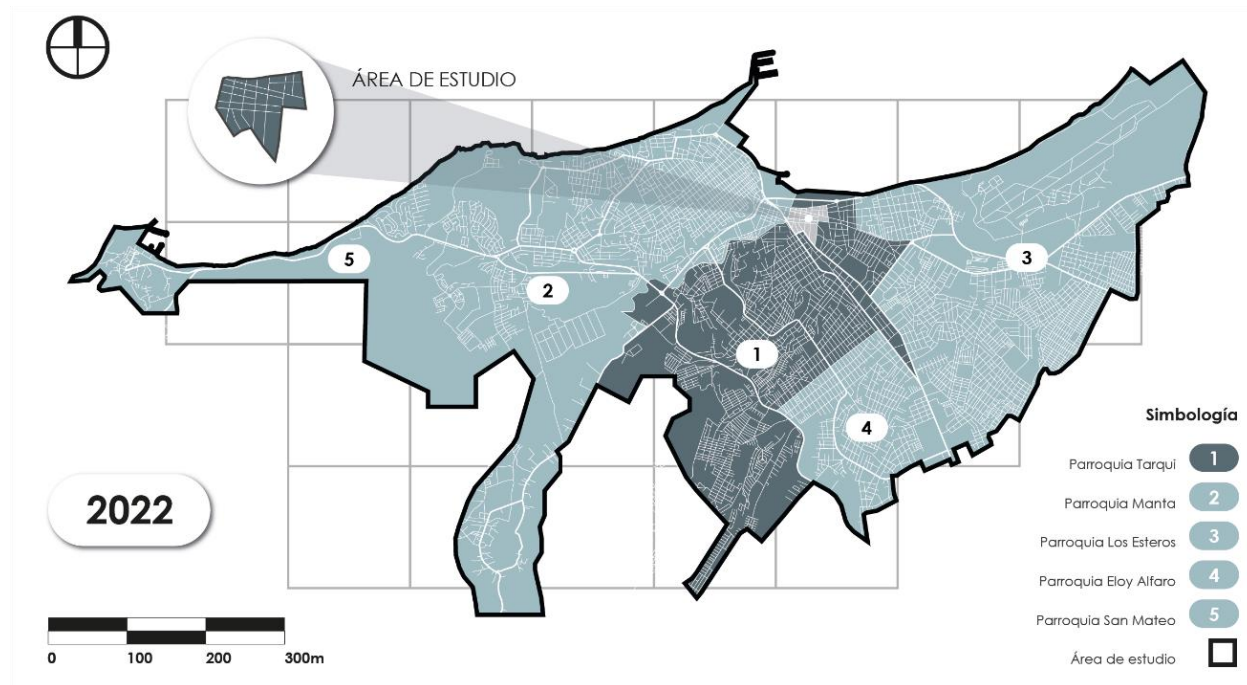 ÁREA DE ESTUDIO
5
2
3
1
4
2022
0 100 200 300m
Simbología
Parroquia Tarqui 1
Parroquia Manta 2
Parroquia Los Esteros 3
Parroquia Eloy Alfaro 4
Parroquia San Mateo 5
Área de estudio